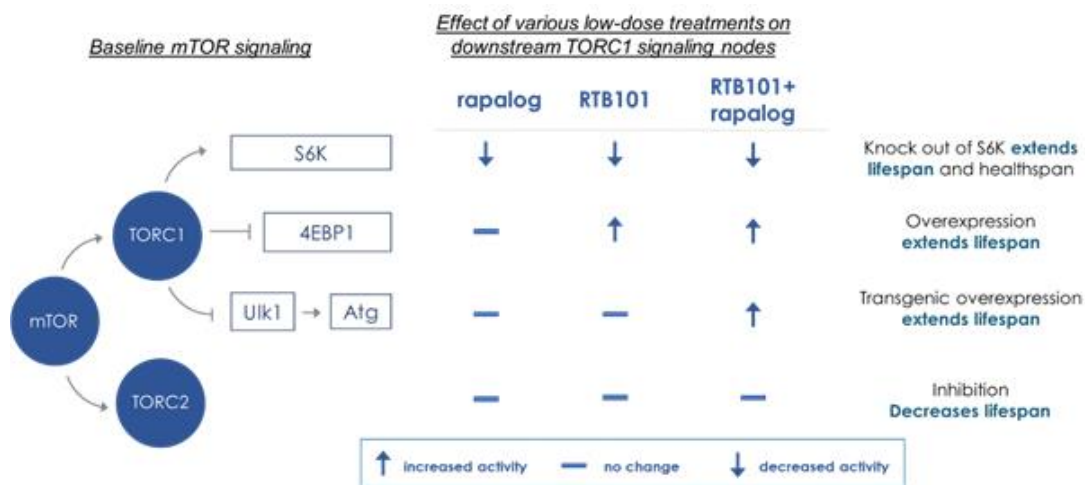 Baseline mTOR signaling
Effect of various low-dose treatments on
downstream TORC1 signaling nodes
rapalog
RTB101
RTB101+
rapalog
S6K
Knock out of S6K extends
lifespan and healthspan
TORC1
4EBP1
Overexpression
extends lifespan
mTOR
Ulk1
Atg
Transgenic overexpression
extends lifespan
TORC2
Inhibition
Decreases lifespan
increased activity
no change
decreased activity